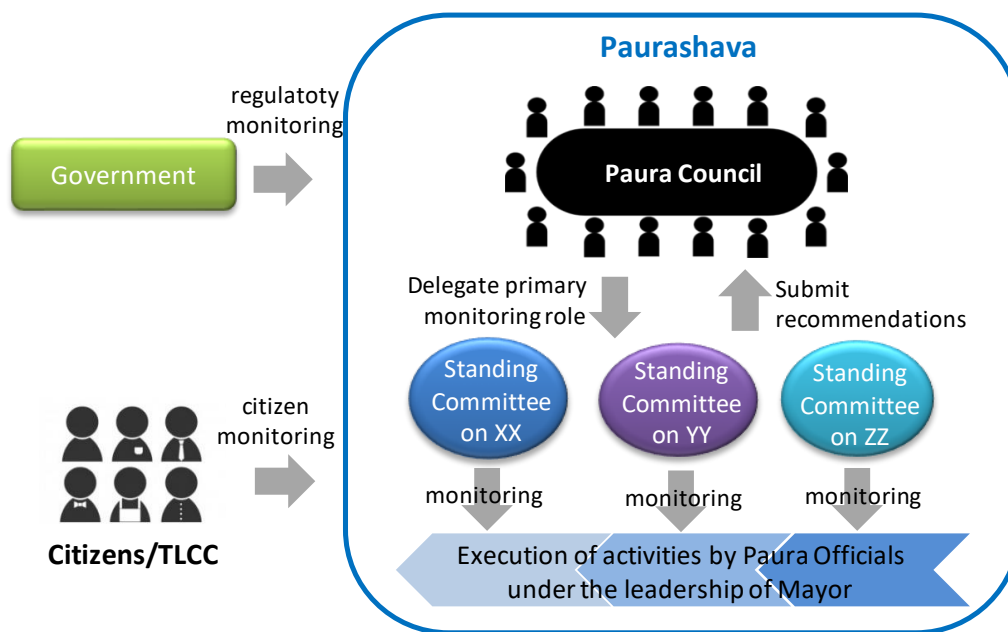 Paurashava
regulatoty
monitoring
Government
Paura Council
Delegate primary
monitoring role
Submit
recommendations
Standing
Committee
on XX
Standing
Committee
on YY
Standing
Committee
on ZZ
citizen
monitoring
Citizens/TLCC
monitoring
monitoring
monitoring
Execution of activities by Paura Officials
under the leadership of Mayor